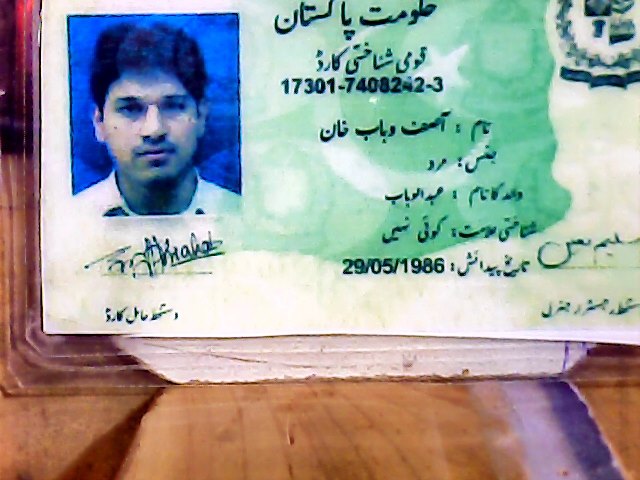 حکومت پاکستان
قومی شناختی کارڈ
17301-7408242-3
نام : آصف وہاب خان
جنس : مرد
والد کا نام : عبدالوہاب
شناختی علامت : کوئی نہیں
تاریخ پیدائش : 29/05/1986
دستخط حامل کارڈ
دستخط رجسٹرار جنرل